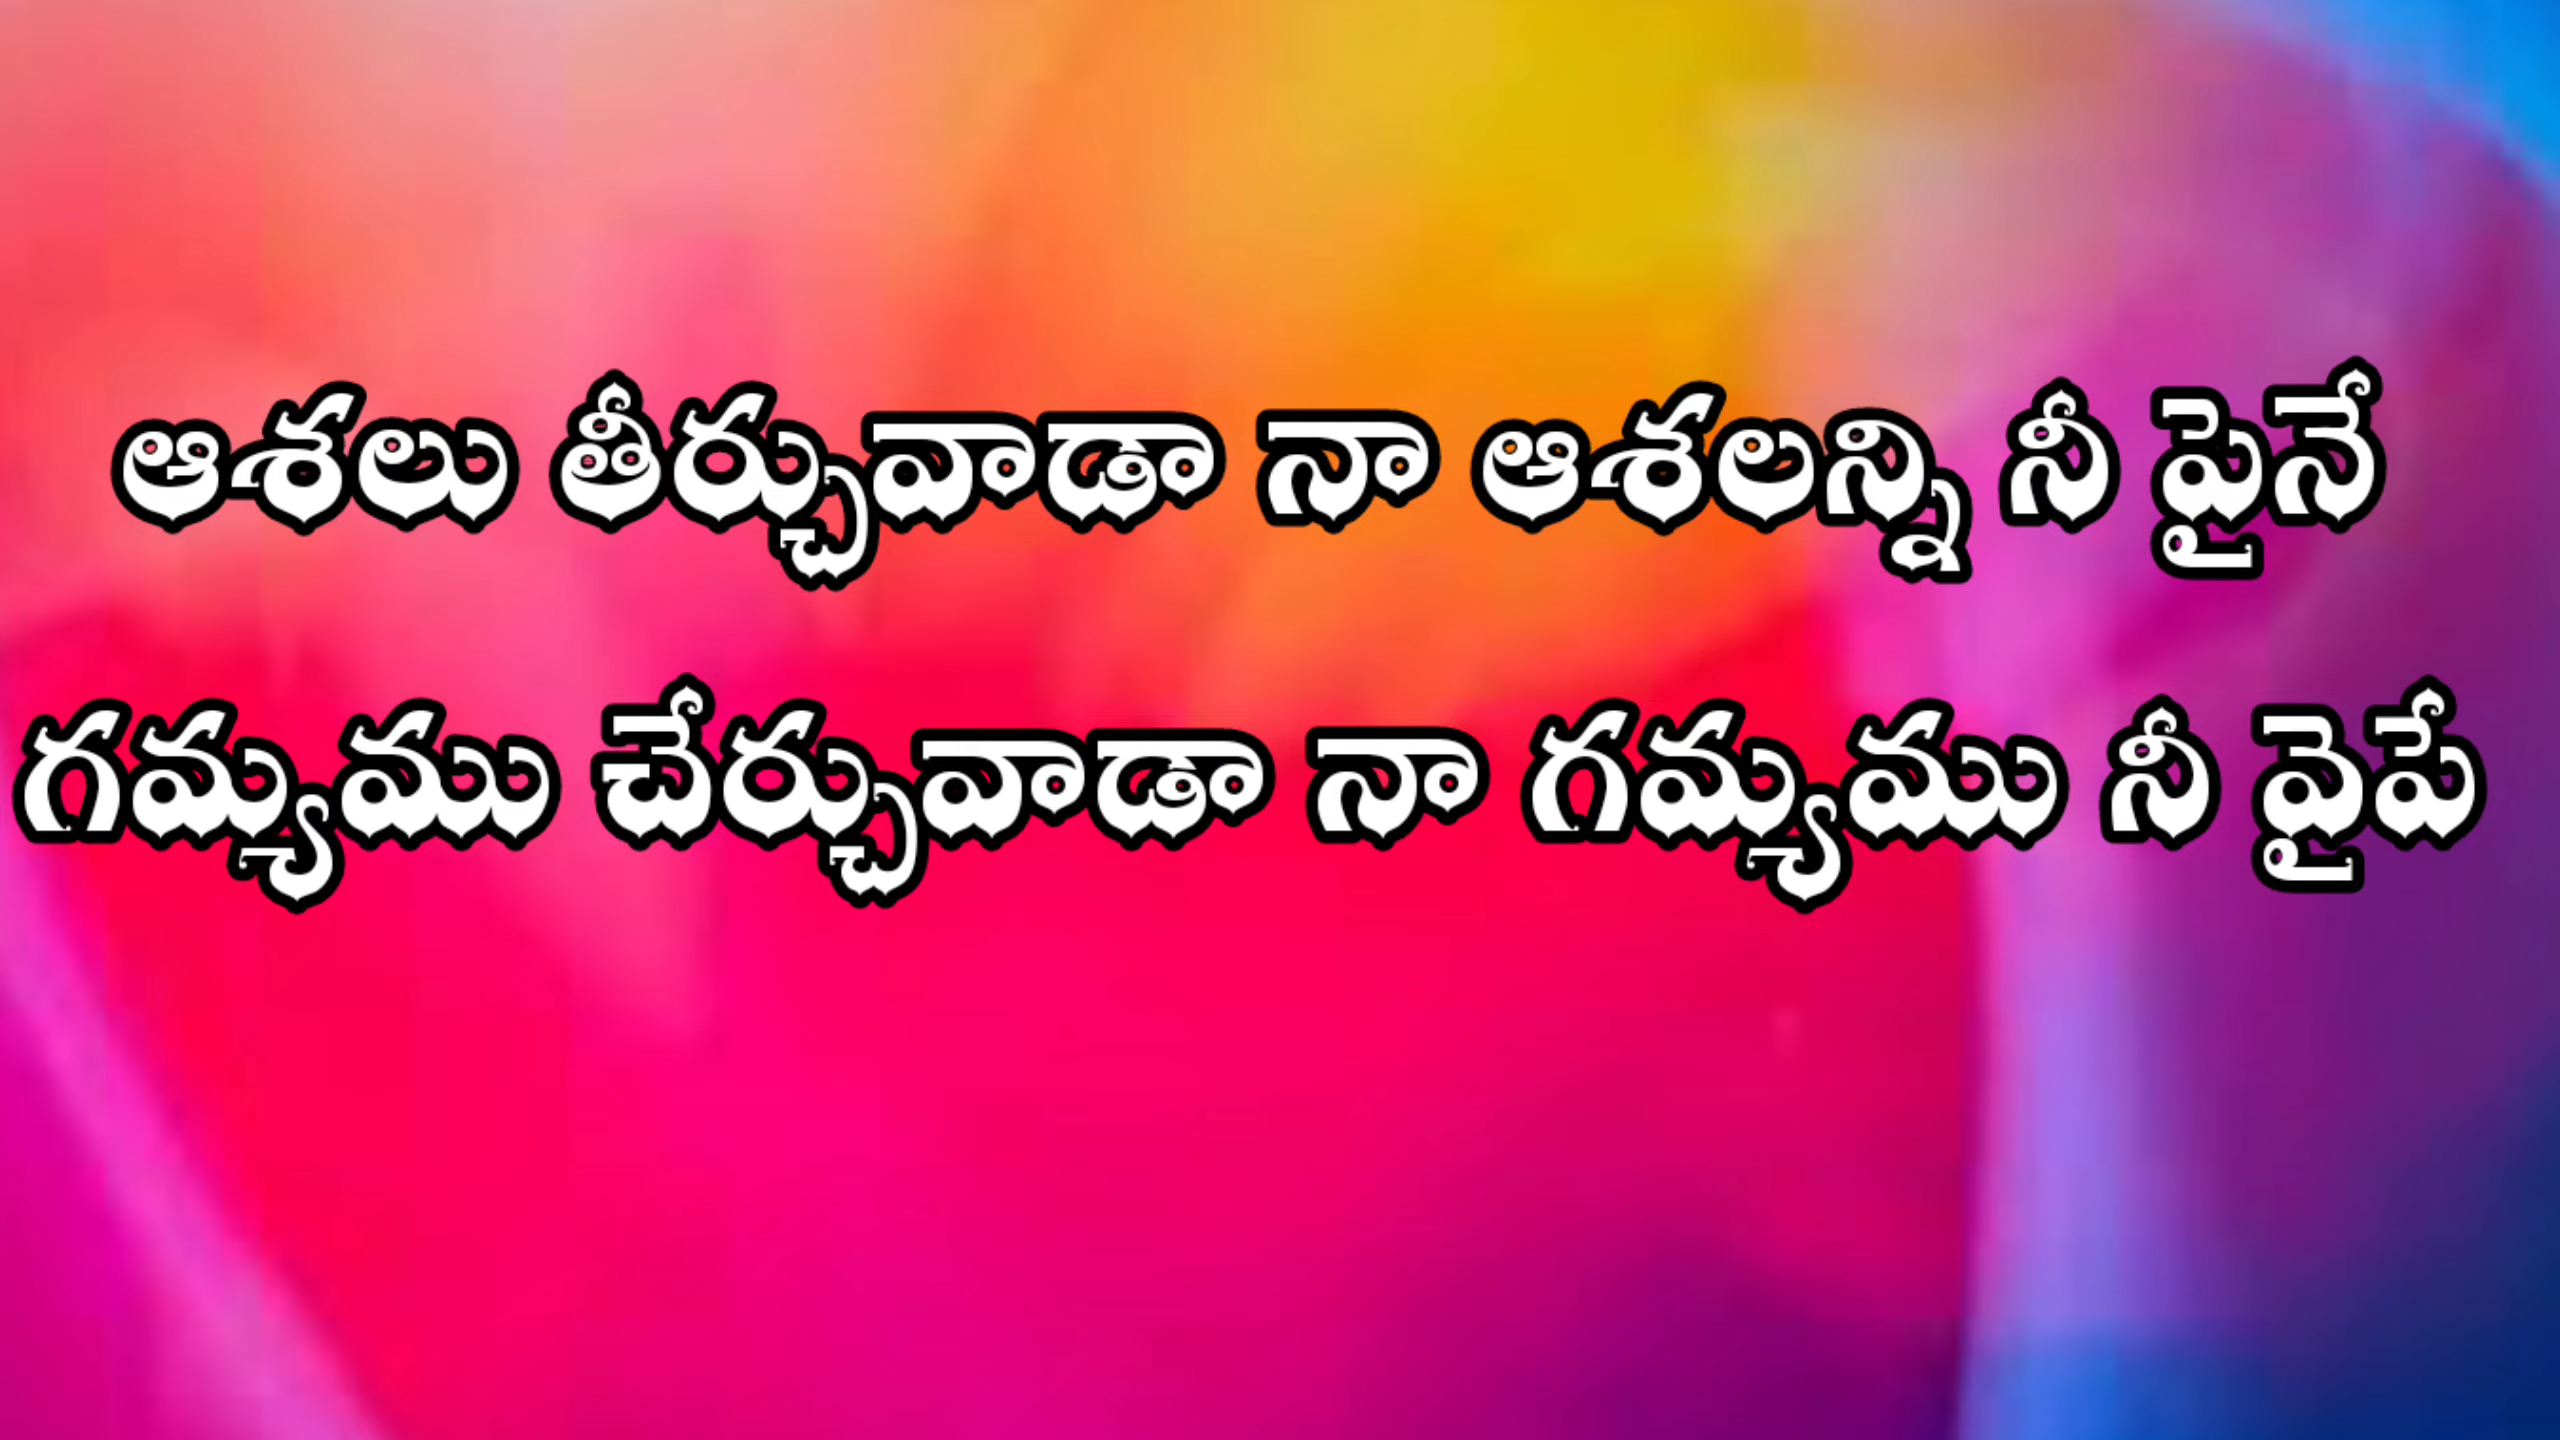 ఆశలు తీర్చువాడా నా ఆశలన్ని నీ పైనే
గమ్యము చేర్చువాడా నా గమ్యము నీ వైపే